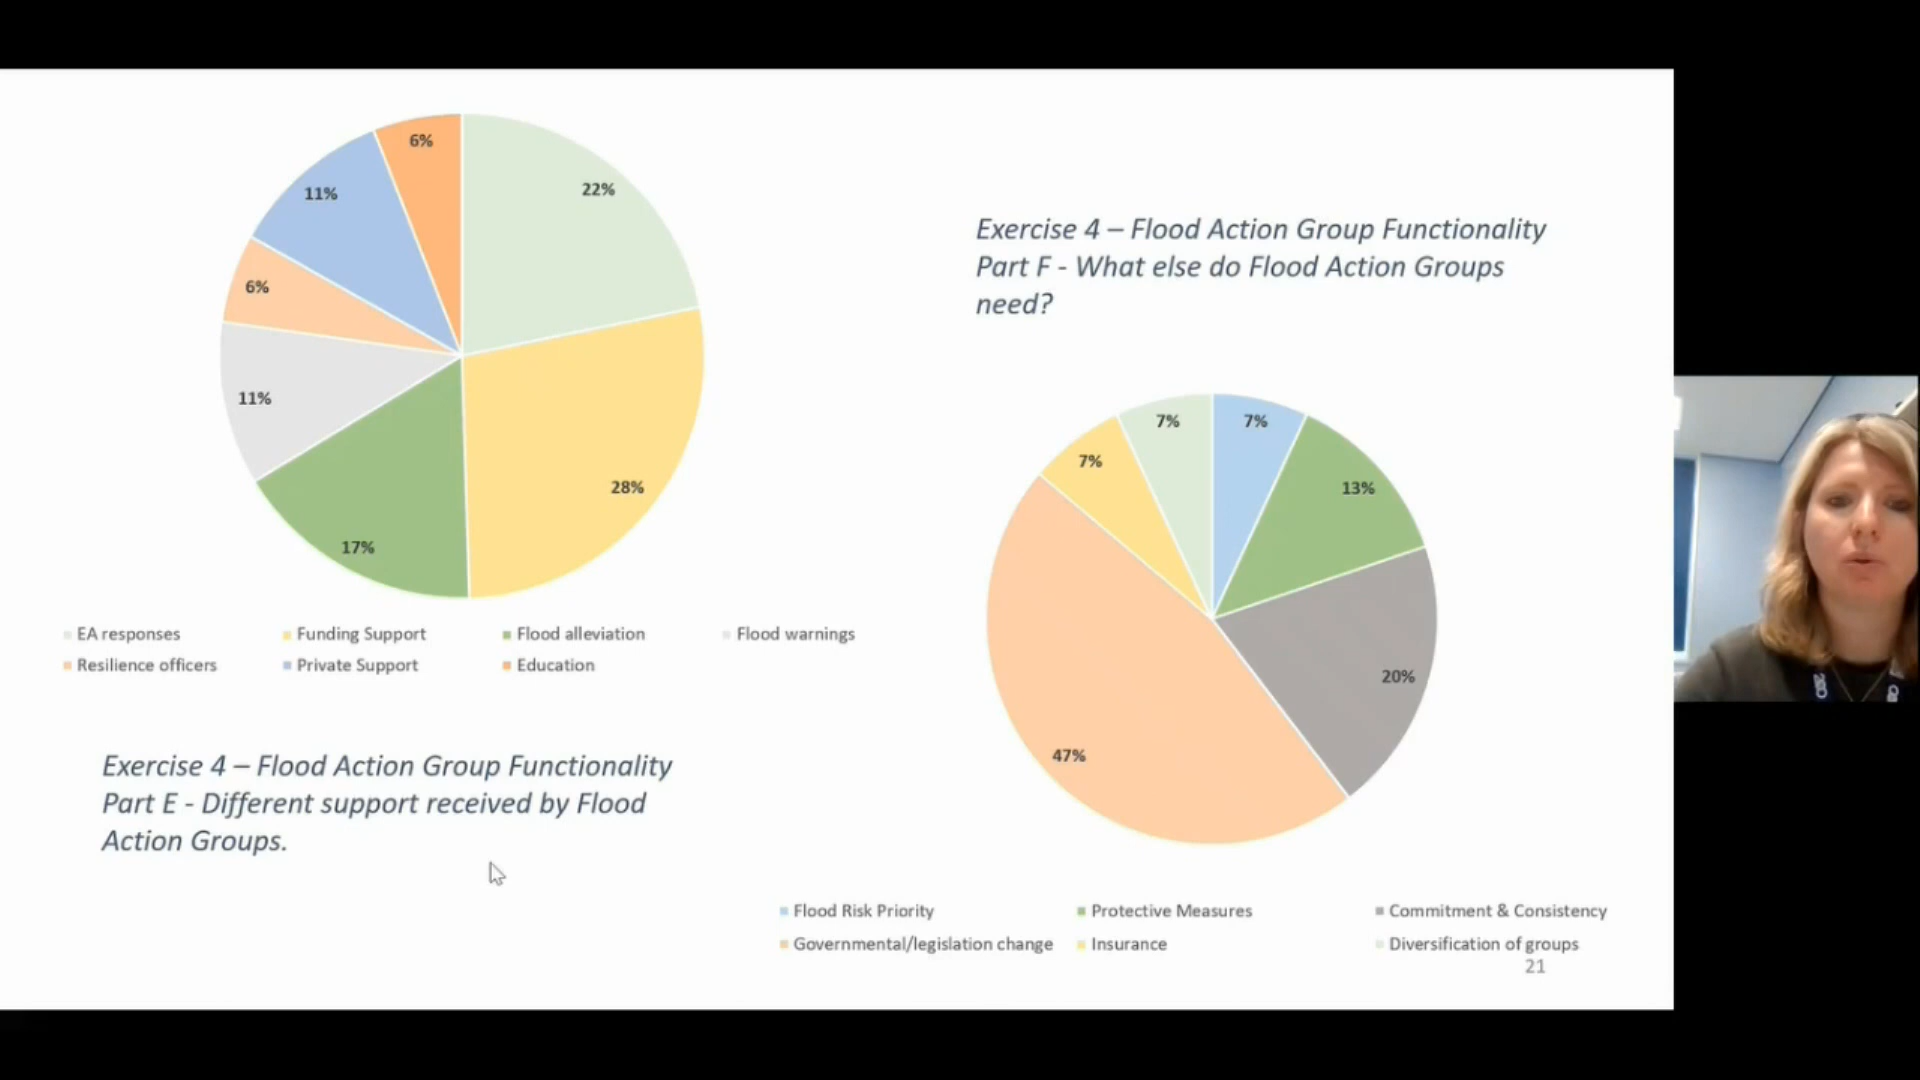 6%
22%
11%
6%
11%
28%
17%
EA responses
Funding Support
Flood alleviation
Flood warnings
Resilience officers
Private Support
Education
Exercise 4 – Flood Action Group Functionality
Part E - Different support received by Flood
Action Groups.
Exercise 4 – Flood Action Group Functionality
Part F - What else do Flood Action Groups
need?
7%
7%
7%
13%
20%
47%
Flood Risk Priority
Protective Measures
Commitment & Consistency
Governmental/legislation change
Insurance
Diversification of groups
21